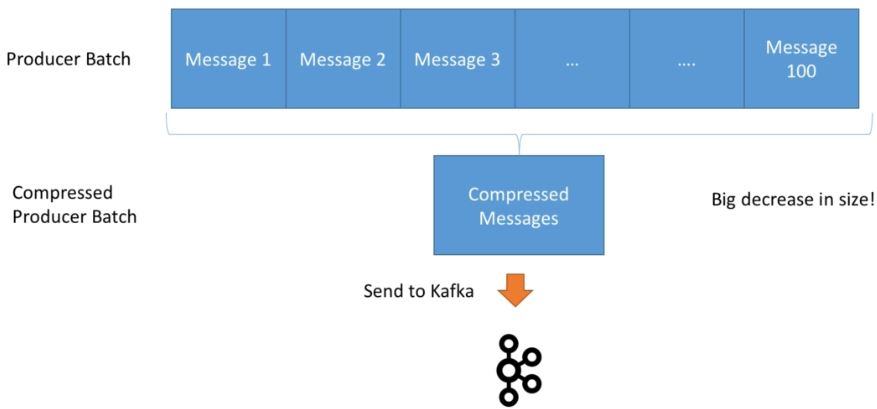 Producer Batch
Message 1
Message 2
Message 3
...
....
Message
100
Compressed
Producer Batch
Compressed
Messages
Big decrease in size!
Send to Kafka